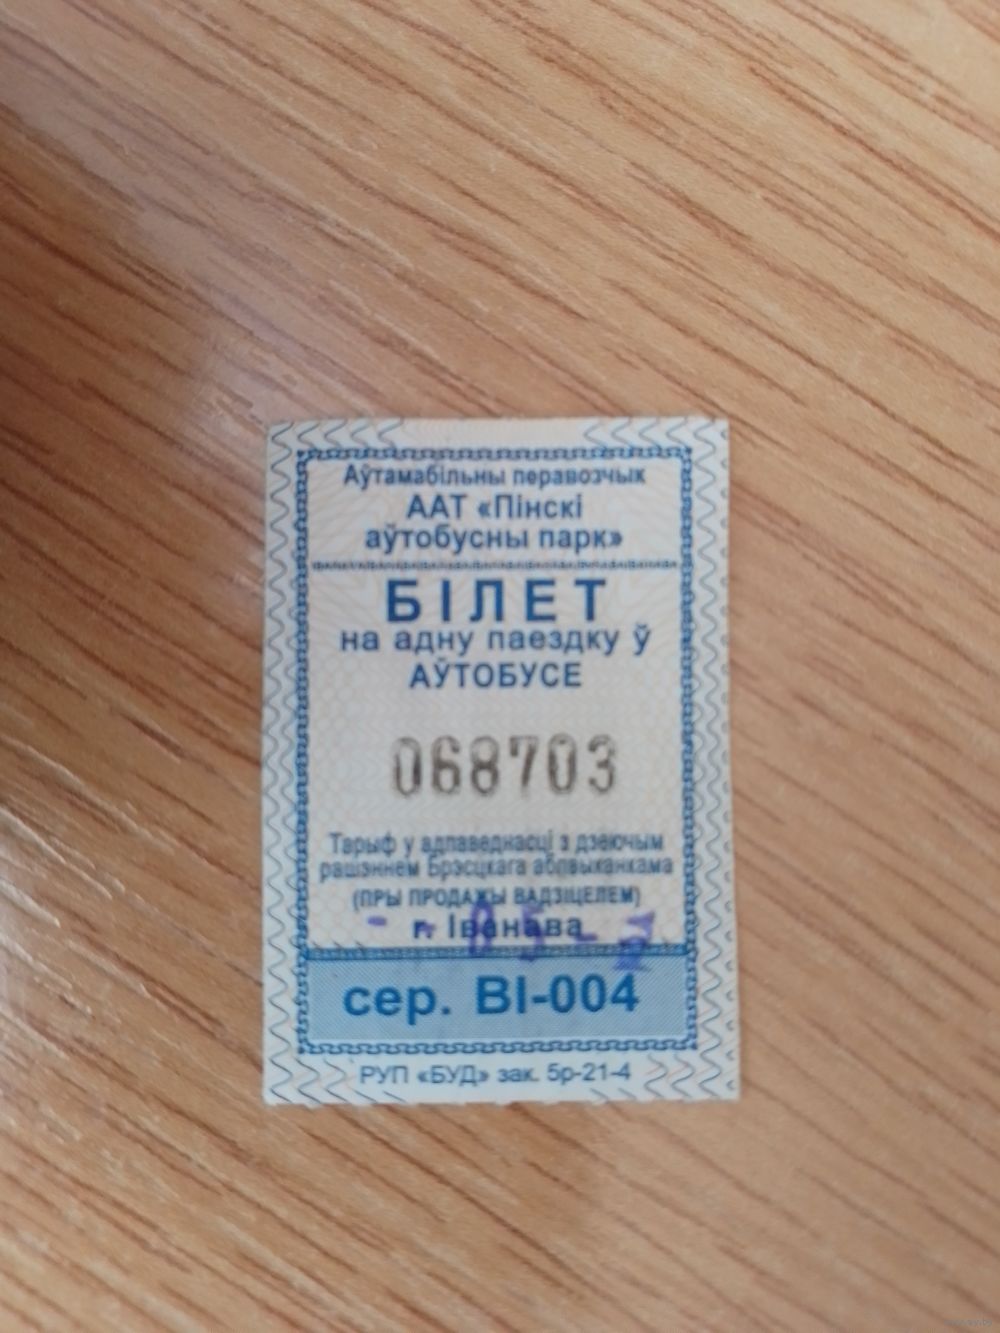 Аўтамабільны перавозчык
ААТ «Пінскі
аўтобусны парк»
БІЛЕТ
на адну паездку ў
АЎТОБУСЕ
068703
Тарыф у адпаведнасці з дзеючым
рашэннем Брэсцкага аблвыканкама
(ПРЫ ПРОДАЖЫ ВАДЗІЦЕЛЕМ)
г. Іванава
сер. ВІ-004
РУП «БУД» зак. 5р-21-4